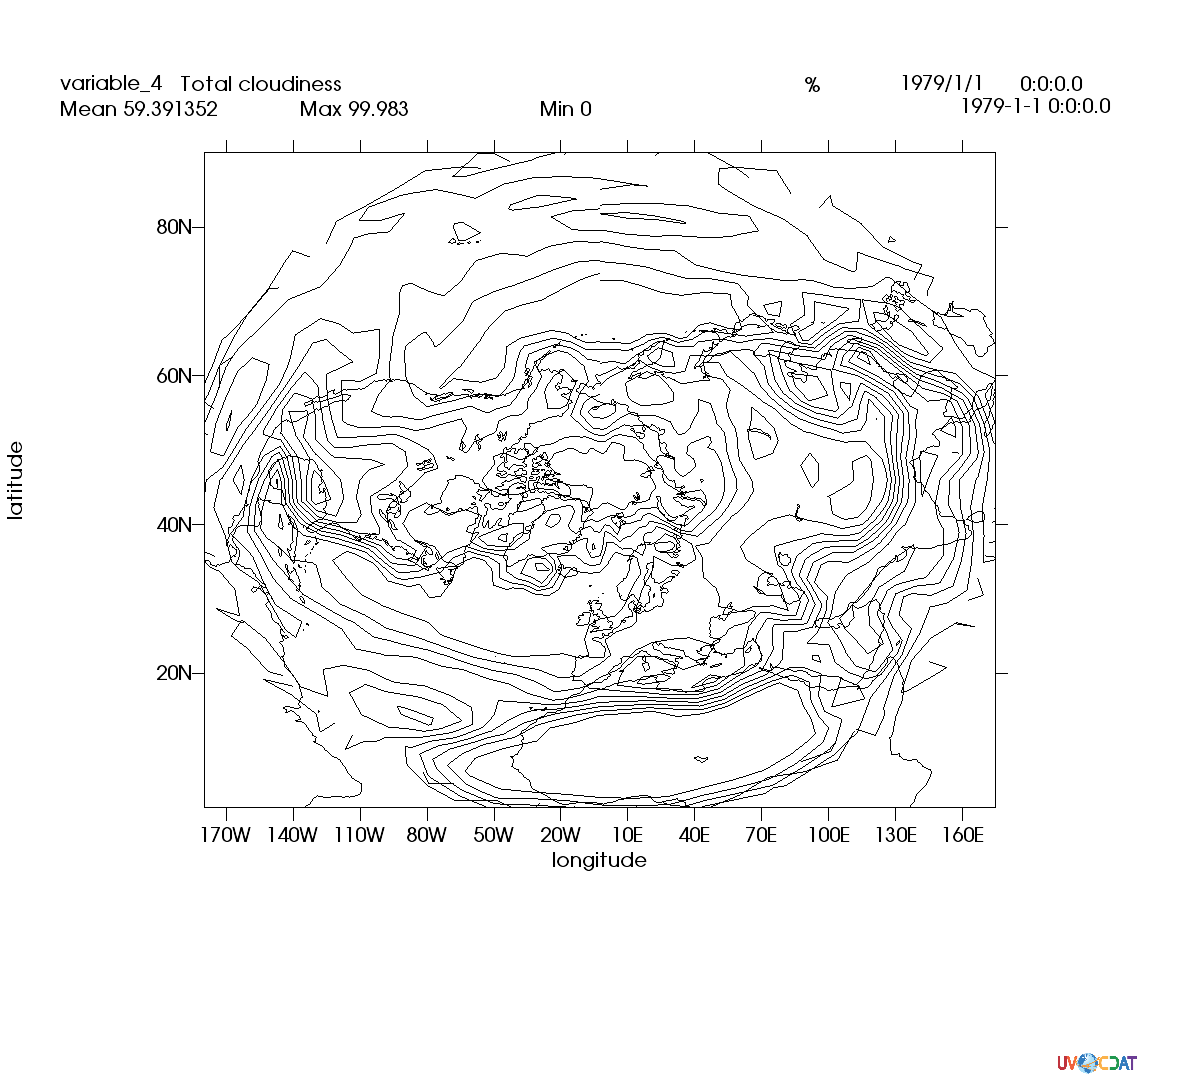 variable_4 Total cloudiness % 1979/1/1 0:0:0.0
Mean 59.391352 Max 99.983 Min 0 1979-1-1 0:0:0.0
80N
60N
40N
20N
latitude
170W 140W 110W 80W 50W 20W 10E 40E 70E 100E 130E 160E
longitude
UV CDAT